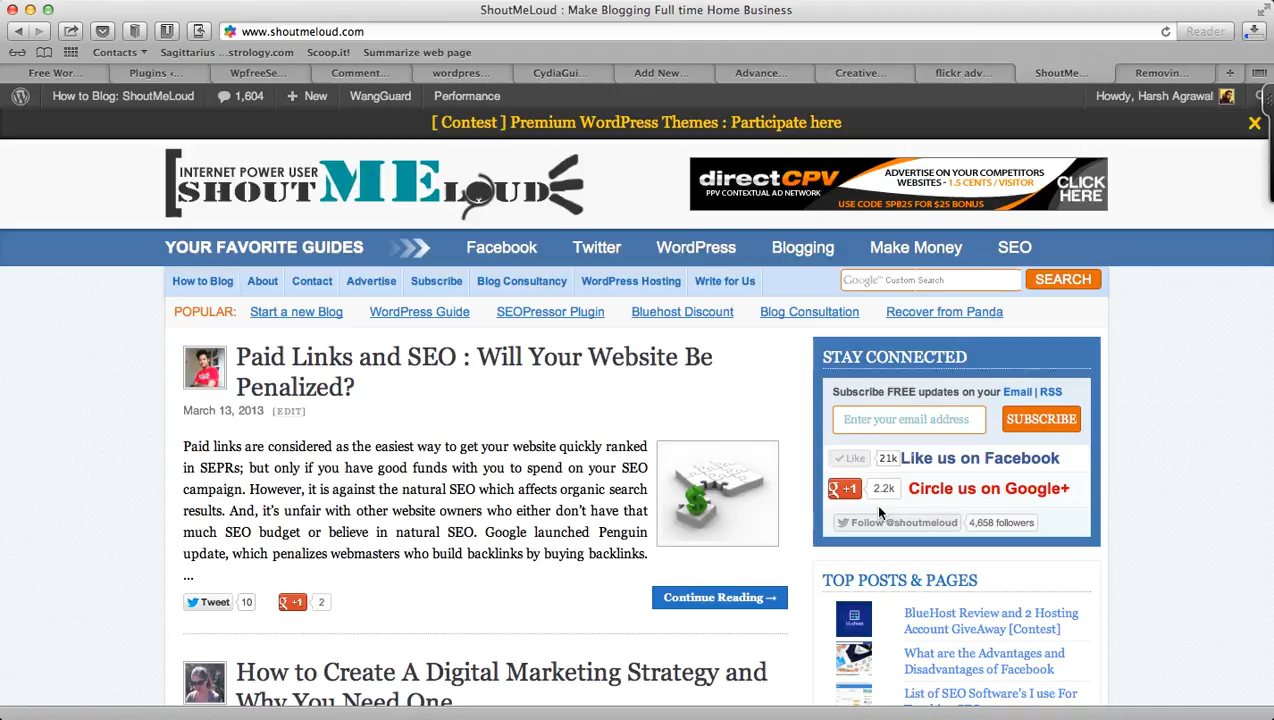 ShoutMeLoud : Make Blogging Full time Home Business
www.shoutmeloud.com
Reader
Contacts
Sagittarius ...strology.com
Scoop.it!
Summarize web page
Free Wor...
Plugins ‹...
WpfreeSe...
Comment...
wordpres...
CydiaGui...
Add New...
Advance...
Creative...
flickr adv...
ShoutMe...
Removin...
How to Blog: ShoutMeLoud
1,604
+ New
WangGuard
Performance
Howdy, Harsh Agrawal
[ Contest ] Premium WordPress Themes : Participate here
X
INTERNET POWER USER
SHOUTMELOUD
directCPV
PPV CONTEXTUAL AD NETWORK
ADVERTISE ON YOUR COMPETITORS
WEBSITES - 1.5 CENTS / VISITOR
USE CODE SPB25 FOR $25 BONUS
CLICK
HERE
YOUR FAVORITE GUIDES
Facebook
Twitter
WordPress
Blogging
Make Money
SEO
How to Blog
About
Contact
Advertise
Subscribe
Blog Consultancy
WordPress Hosting
Write for Us
Google™ Custom Search
SEARCH
POPULAR:
Start a new Blog
WordPress Guide
SEOPressor Plugin
Bluehost Discount
Blog Consultation
Recover from Panda
Paid Links and SEO : Will Your Website Be
Penalized?
March 13, 2013 [EDIT]
Paid links are considered as the easiest way to get your website quickly ranked
in SEPRs; but only if you have good funds with you to spend on your SEO
campaign. However, it is against the natural SEO which affects organic search
results. And, it's unfair with other website owners who either don't have that
much SEO budget or believe in natural SEO. Google launched Penguin
update, which penalizes webmasters who build backlinks by buying backlinks.
...
Tweet 10
g +1 2
Continue Reading →
How to Create A Digital Marketing Strategy and
Why You Need One
STAY CONNECTED
Subscribe FREE updates on your Email | RSS
Enter your email address
SUBSCRIBE
Like 21k Like us on Facebook
g +1 2.2k Circle us on Google+
Follow @shoutmeloud 4,658 followers
TOP POSTS & PAGES
BlueHost Review and 2 Hosting
Account GiveAway [Contest]
What are the Advantages and
Disadvantages of Facebook
List of SEO Software's I use For